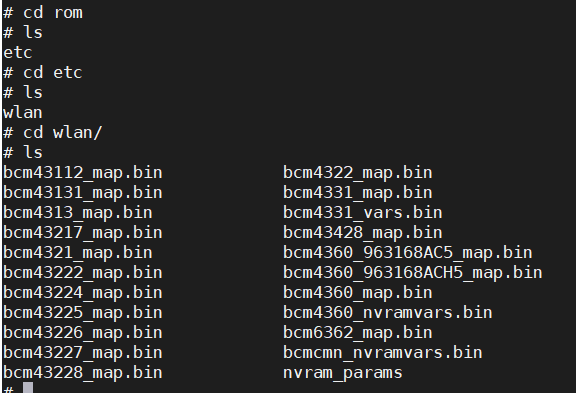 # cd rom
# ls
etc
# cd etc
# ls
wlan
# cd wlan/
# ls
bcm43112_map.bin bcm4322_map.bin
bcm43131_map.bin bcm4331_map.bin
bcm4313_map.bin bcm4331_vars.bin
bcm43217_map.bin bcm43428_map.bin
bcm4321_map.bin bcm4360_963168AC5_map.bin
bcm43222_map.bin bcm4360_963168ACH5_map.bin
bcm43224_map.bin bcm4360_map.bin
bcm43225_map.bin bcm4360_nvramvars.bin
bcm43226_map.bin bcm6362_map.bin
bcm43227_map.bin bcmcmn_nvramvars.bin
bcm43228_map.bin nvram_params
#